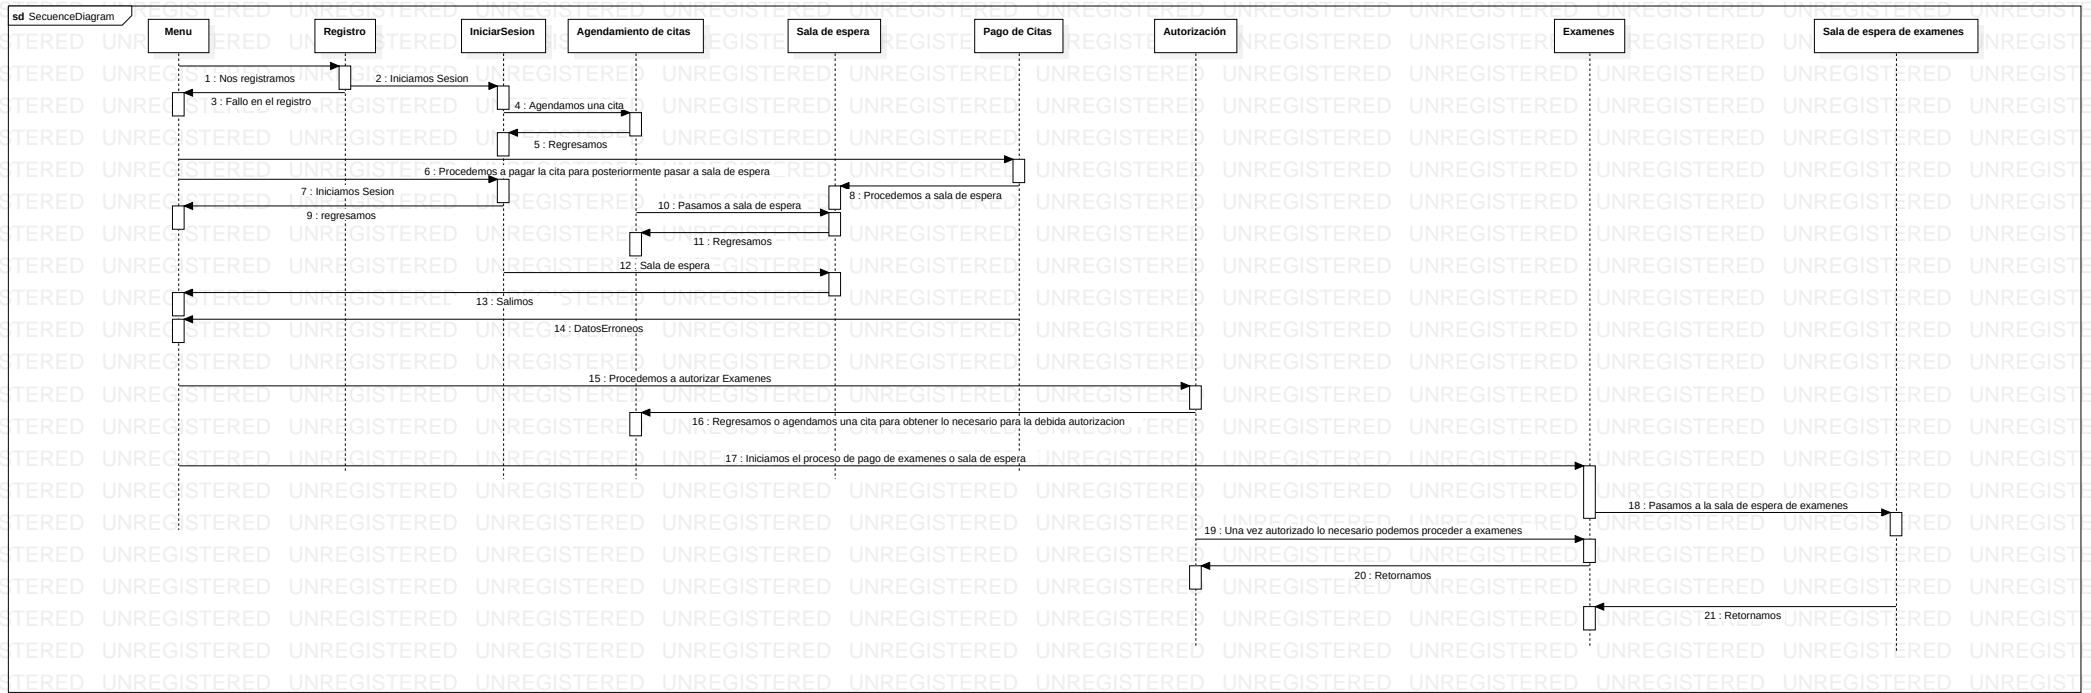 sd SecuenceDiagram
Menu
Registro
IniciarSesion
Agendamiento de citas
Sala de espera
Pago de Citas
Autorización
Examenes
Sala de espera de examenes
1 : Nos registramos
2 : Iniciamos Sesion
3 : Fallo en el registro
4 : Agendamos una cita
5 : Regresamos
6 : Procedemos a pagar la cita para posteriormente pasar a sala de espera
7 : Iniciamos Sesion
8 : Procedemos a sala de espera
9 : regresamos
10 : Pasamos a sala de espera
11 : Regresamos
12 : Sala de espera
13 : Salimos
14 : DatosErroneos
15 : Procedemos a autorizar Examenes
16 : Regresamos o agendamos una cita para obtener lo necesario para la debida autorizacion
17 : Iniciamos el proceso de pago de examenes o sala de espera
18 : Pasamos a la sala de espera de examenes
19 : Una vez autorizado lo necesario podemos proceder a examenes
20 : Retornamos
21 : Retornamos
UNREGISTERED